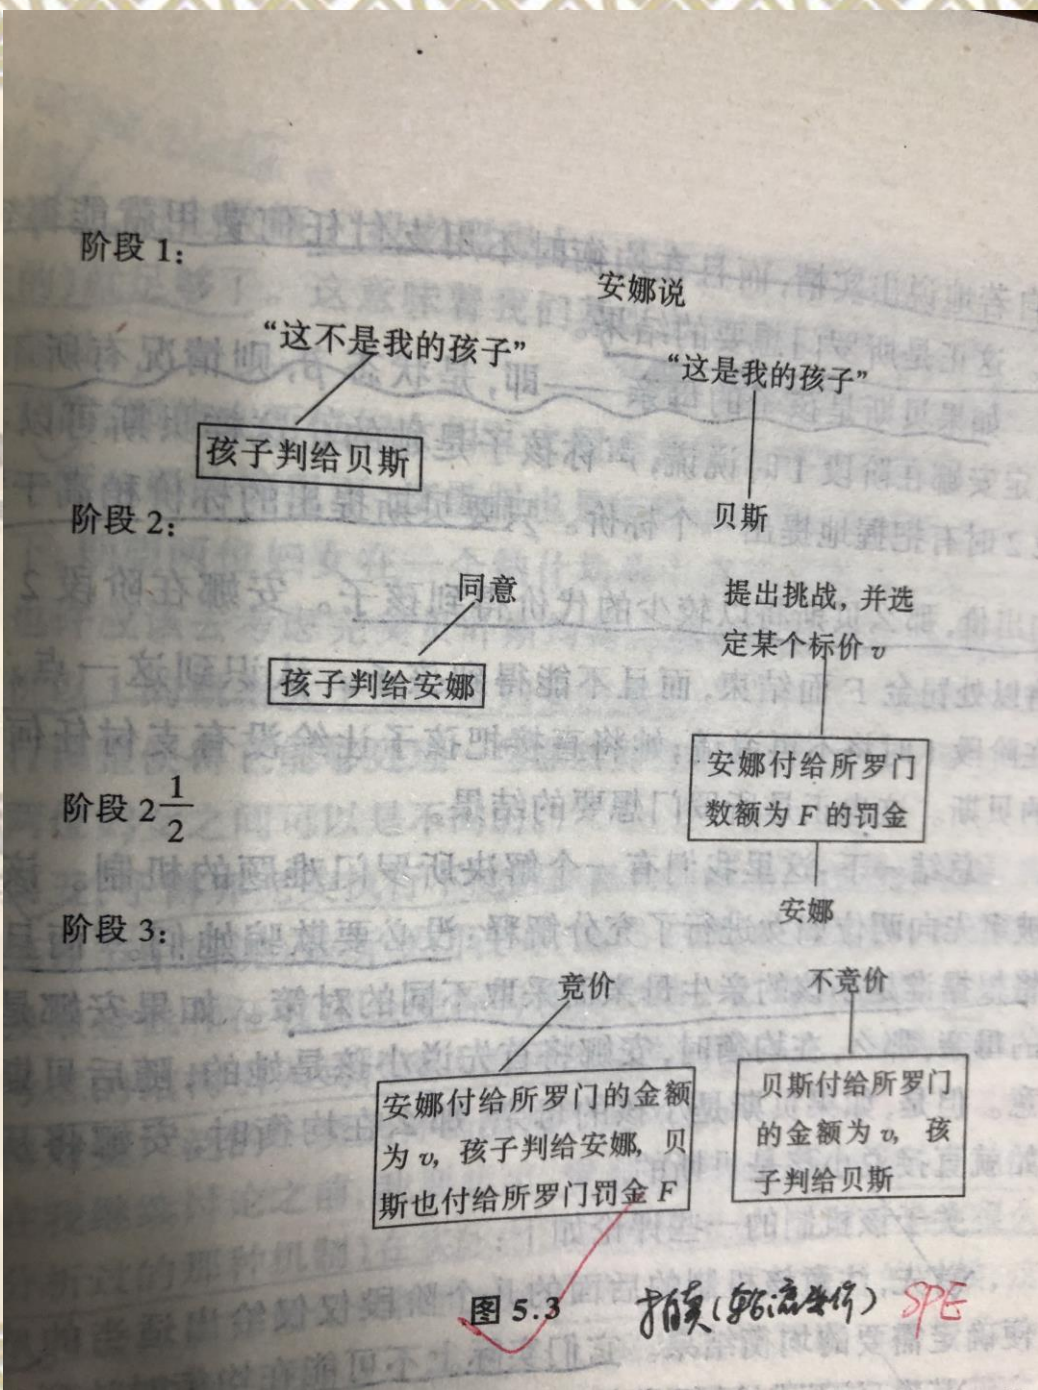 阶段 1:
安娜说
“这不是我的孩子”
“这是我的孩子”
孩子判给贝斯
贝斯
阶段 2:
同意
提出挑战, 并选
定某个标价 v
孩子判给安娜
阶段 2 1/2
安娜付给所罗门
数额为 F 的罚金
安娜
阶段 3:
竞价
不竞价
安娜付给所罗门的金额
为 v, 孩子判给安娜, 贝
斯也付给所罗门罚金 F
贝斯付给所罗门
的金额为 v, 孩
子判给贝斯
图 5.3 拍卖(轮流出价) SPE